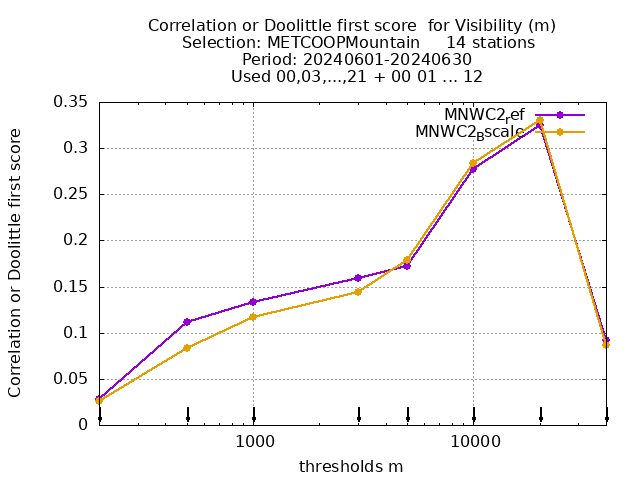 Correlation or Doolittle first score  for Visibility (m)
Selection: METCOOPMountain     14 stations
Period: 20240601-20240630
Used 00,03,...,21 + 00 01 ... 12
MNWC2ref
MNWC2Bscale
0.35
0.3
0.25
0.2
0.15
0.1
0.05
0
Correlation or Doolittle first score
1000
10000
thresholds m